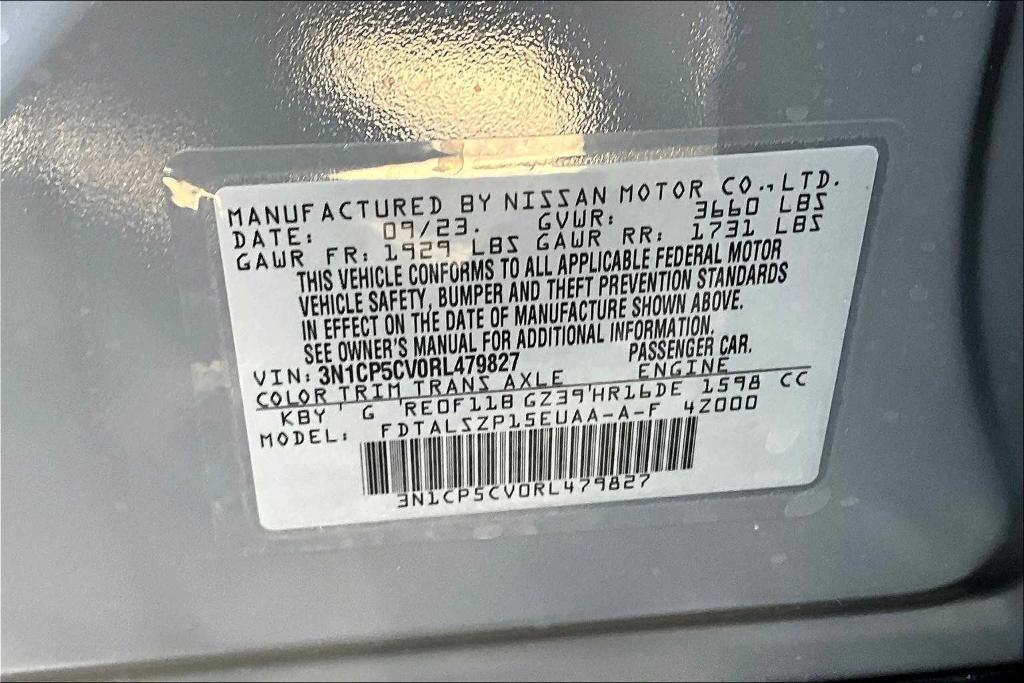 MANUFACTURED BY NISSAN MOTOR CO.,LTD.
DATE: 09/23. GVWR: 3660 LBS
GAWR FR: 1929 LBS GAWR RR: 1731 LBS
THIS VEHICLE CONFORMS TO ALL APPLICABLE FEDERAL MOTOR
VEHICLE SAFETY, BUMPER AND THEFT PREVENTION STANDARDS
IN EFFECT ON THE DATE OF MANUFACTURE SHOWN ABOVE.
SEE OWNER'S MANUAL FOR ADDITIONAL INFORMATION.
VIN: 3N1CP5CV0RL479827 PASSENGER CAR.
COLOR TRIM TRANS AXLE ENGINE
KBY ' G 'RE0F11B GZ39'HR16DE 1598 CC
MODEL: FDTALSZP15EUAA-A-F 4Z000
3N1CP5CV0RL479827